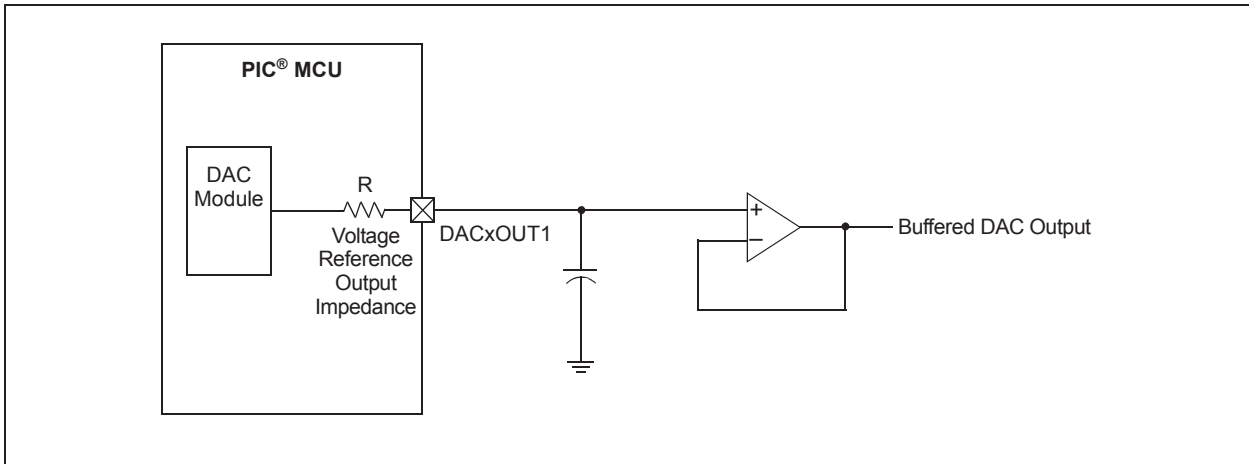 PIC® MCU
DAC
Module
R
Voltage
Reference
Output
Impedance
DACxOUT1
+
–
Buffered DAC Output